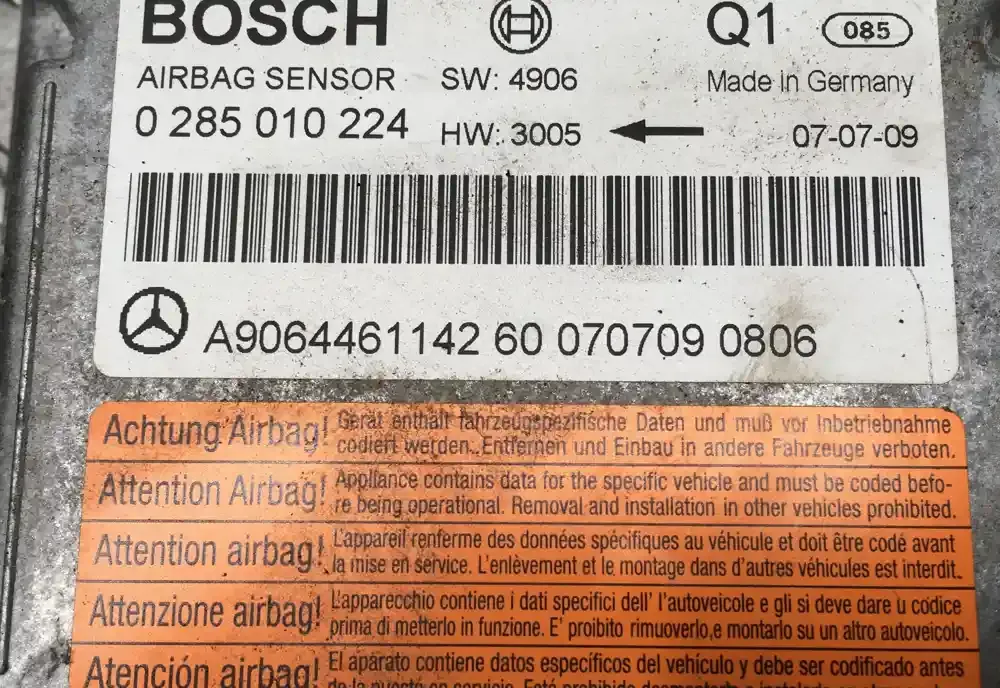 BOSCH Q1 085
AIRBAG SENSOR SW: 4906 Made in Germany
0 285 010 224 HW: 3005 07-07-09
A9064461142 60 070709 0806
Achtung Airbag! Gerät enthält fahrzeugspezifische Daten und muß vor Inbetriebnahme
codiert werden. Entfernen und Einbau in andere Fahrzeuge verboten.
Attention Airbag! Appliance contains data for the specific vehicle and must be coded befo-
re being operational. Removal and installation in other vehicles prohibited.
Attention airbag! L'appareil renferme des données spécifiques au véhicule et doit être codé avant
la mise en service. L'enlèvement et le montage dans d'autres véhicules est interdit.
Attenzione airbag! L'apparecchio contiene i dati specifici dell' l'autoveicole e gli si deve dare u codice
prima di metterlo in funzione. E' proibito rimuoverlo,e montarlo su un altro autoveicolo.
Atención airbag! El aparato contiene datos específicos del vehículo y debe ser codificado antes